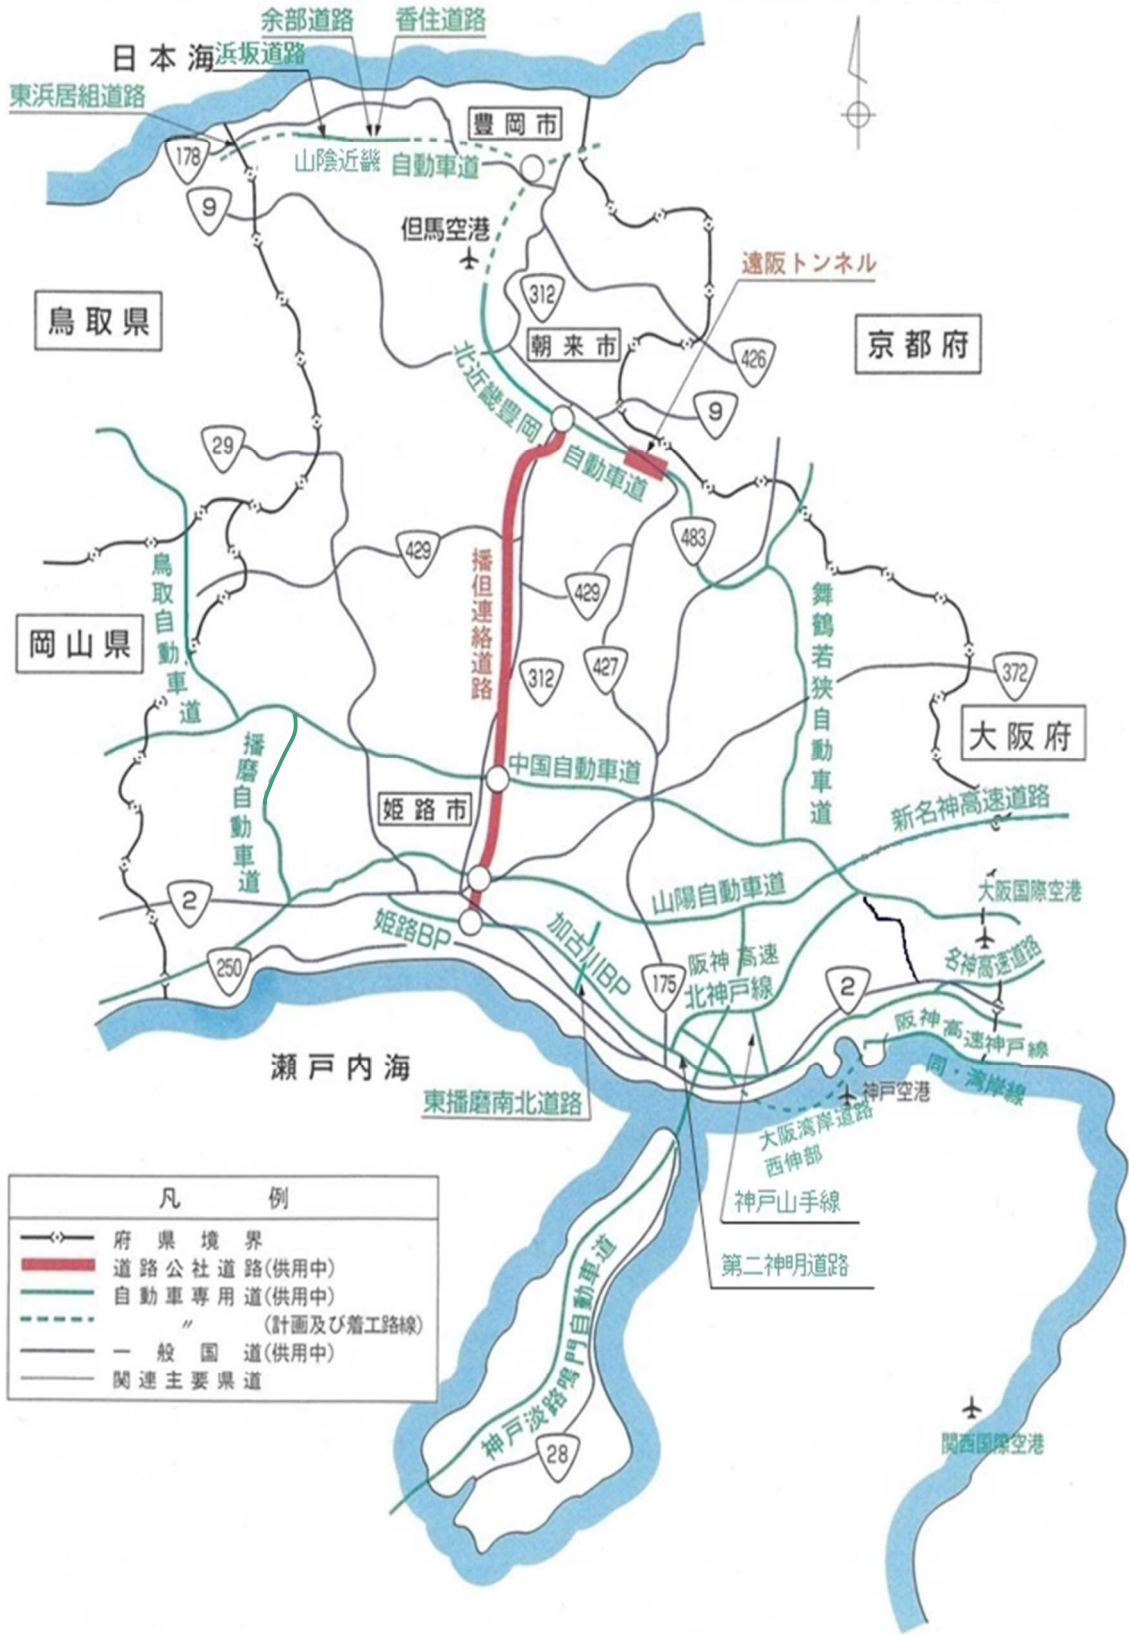 余部道路
香住道路
日本海
浜坂道路
東浜居組道路
豊岡市
178
山陰近畿
自動車道
9
但馬空港
遠阪トンネル
312
鳥取県
朝来市
京都府
426
北近畿豊岡
9
29
自動車道
483
429
播但連絡道路
鳥取自動車道
429
舞鶴若狭自動車道
岡山県
427
312
372
大阪府
播磨自動車道
中国自動車道
姫路市
新名神高速道路
2
山陽自動車道
大阪国際空港
姫路BP
加古川BP
阪神高速
北神戸線
名神高速道路
250
175
2
阪神高速神戸線
瀬戸内海
同・湾岸線
東播磨南北道路
神戸空港
大阪湾岸道路
西伸部
神戸山手線
第二神明道路
神戸淡路鳴門自動車道
28
関西国際空港
凡例
府県境界
道路公社道路(供用中)
自動車専用道(供用中)
〃 (計画及び着工路線)
一般国道(供用中)
関連主要県道